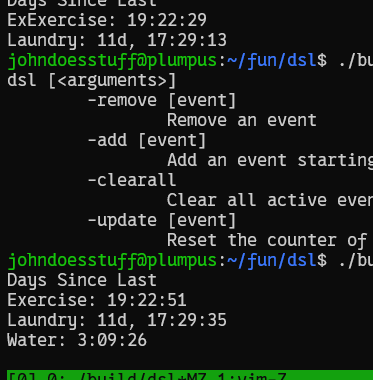 Days Since Last
ExExercise: 19:22:29
Laundry: 11d, 17:29:13
johndoesstuff@plumpus:~/fun/dsl$ ./bu
dsl [<arguments>]
-remove [event]
Remove an event
-add [event]
Add an event starting
-clearall
Clear all active even
-update [event]
Reset the counter of
johndoesstuff@plumpus:~/fun/dsl$ ./bu
Days Since Last
Exercise: 19:22:51
Laundry: 11d, 17:29:35
Water: 3:09:26
[0] 0:./build/dsl*MZ 1:vim-Z